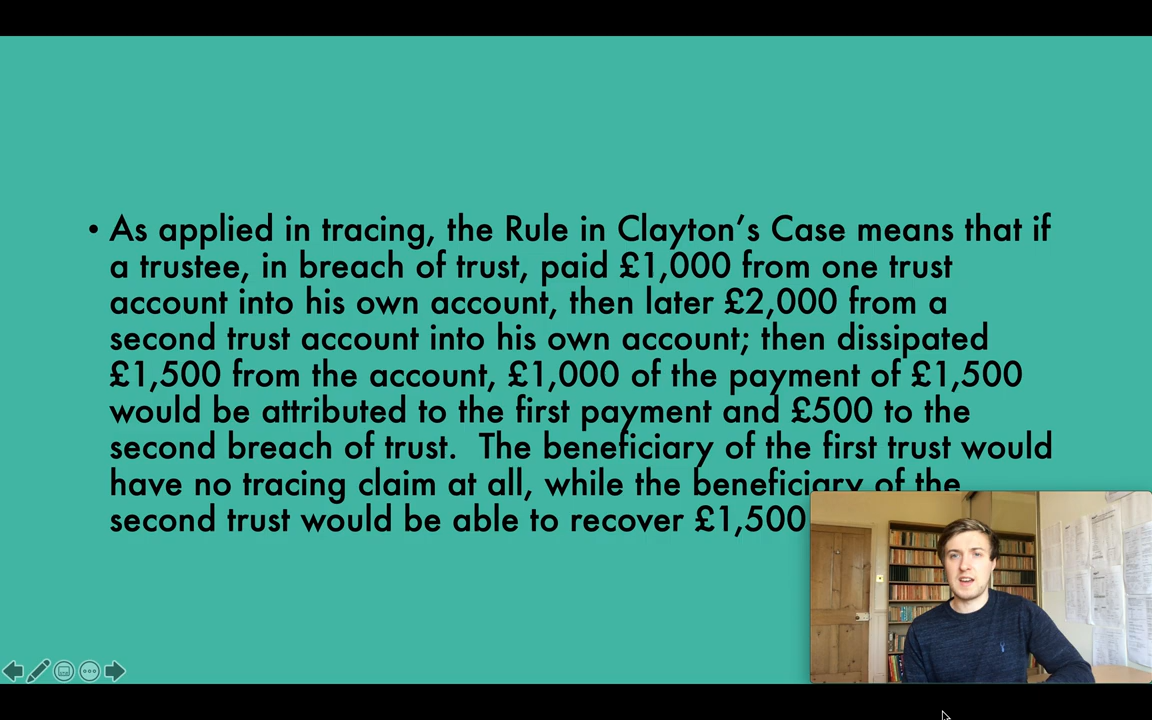 • As applied in tracing, the Rule in Clayton’s Case means that if
a trustee, in breach of trust, paid £1,000 from one trust
account into his own account, then later £2,000 from a
second trust account into his own account; then dissipated
£1,500 from the account, £1,000 of the payment of £1,500
would be attributed to the first payment and £500 to the
second breach of trust.  The beneficiary of the first trust would
have no tracing claim at all, while the beneficiary of the
second trust would be able to recover £1,500